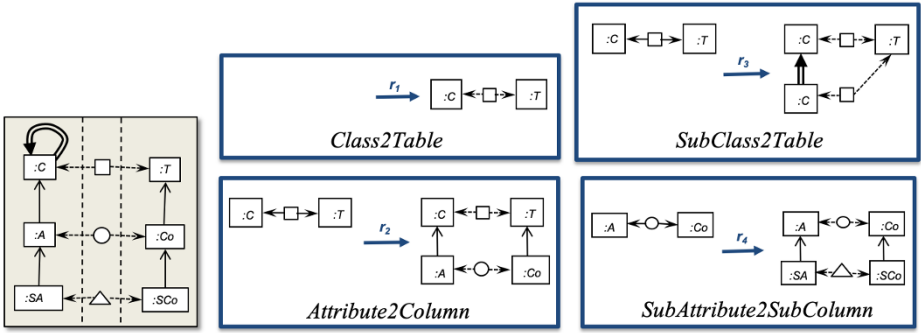 :C
:T
:A
:Co
:SA
:SCo
r1
:C
:T
Class2Table
:C
:T
r3
:C
:T
:C
SubClass2Table
:C
:T
r2
:C
:T
:A
:Co
Attribute2Column
:A
:Co
r4
:A
:Co
:SA
:SCo
SubAttribute2SubColumn